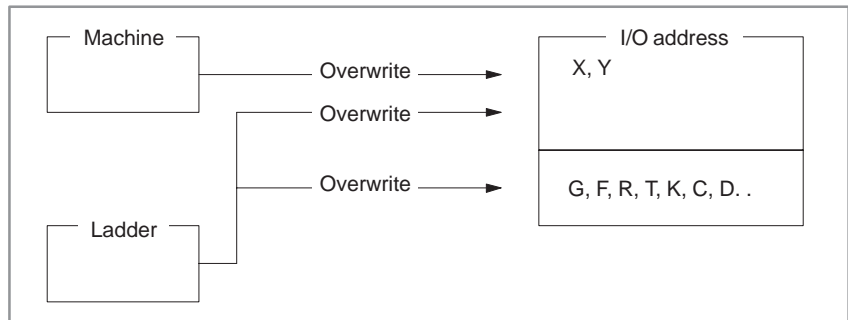 Machine
I/O address
Overwrite
X, Y
Overwrite
Overwrite
G, F, R, T, K, C, D. .
Ladder